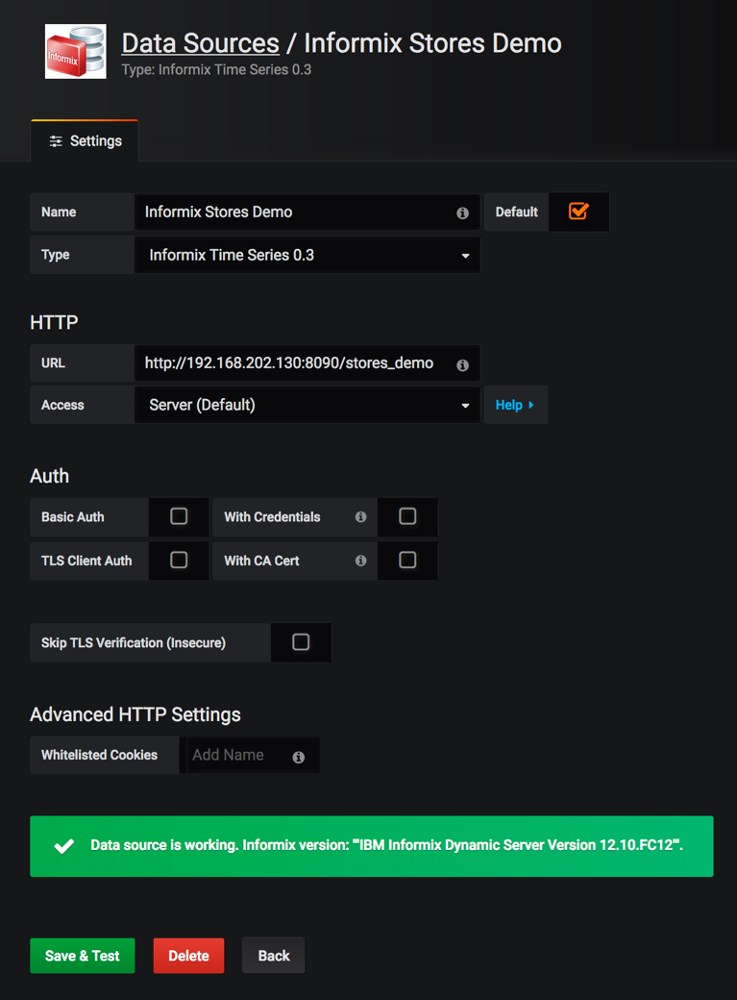 Informix
Data Sources / Informix Stores Demo
Type: Informix Time Series 0.3
Settings
Name Informix Stores Demo Default
Type Informix Time Series 0.3
HTTP
URL http://192.168.202.130:8090/stores_demo
Access Server (Default) Help
Auth
Basic Auth With Credentials
TLS Client Auth With CA Cert
Skip TLS Verification (Insecure)
Advanced HTTP Settings
Whitelisted Cookies Add Name
Data source is working. Informix version: '"IBM Informix Dynamic Server Version 12.10.FC12"'.
Save & Test Delete Back